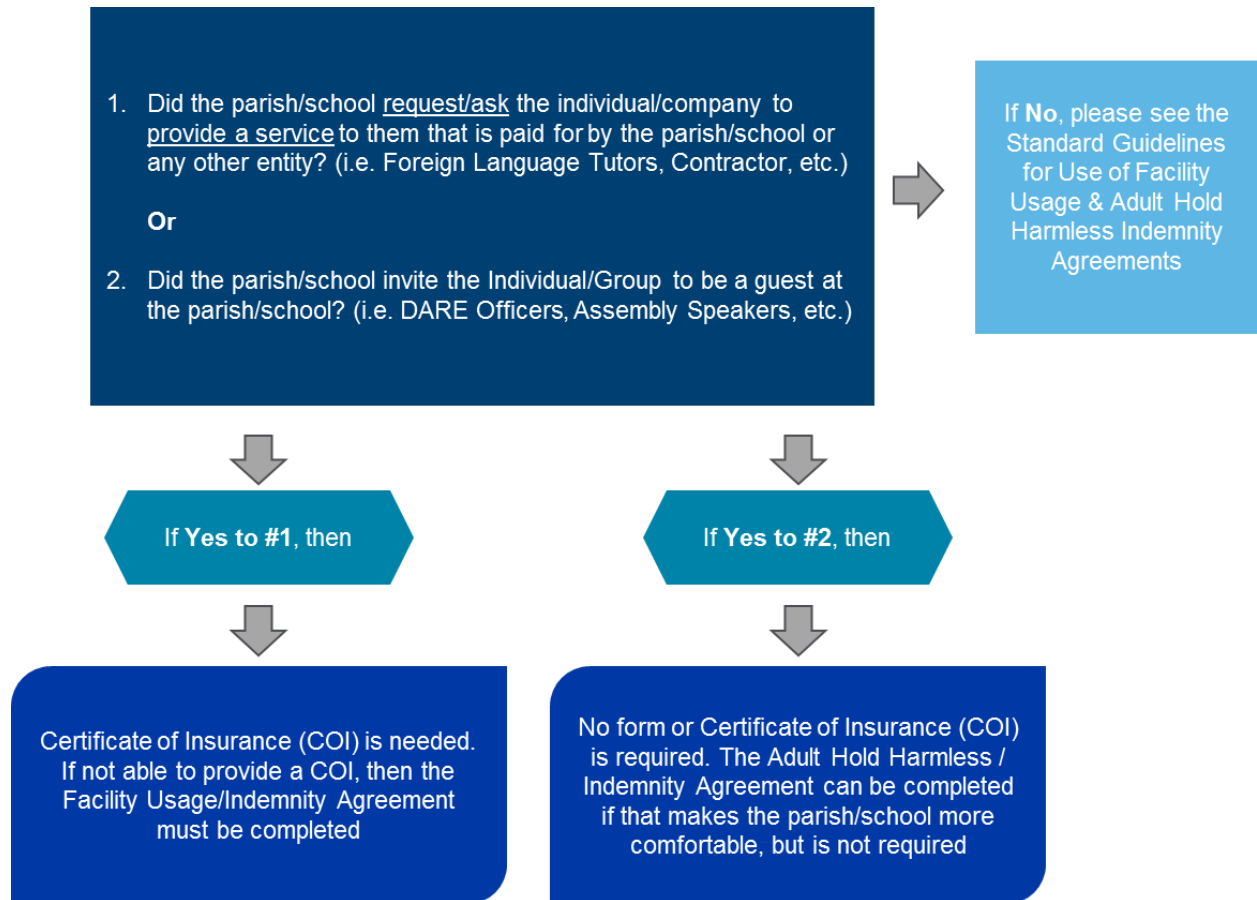 1. Did the parish/school request/ask the individual/company to
provide a service to them that is paid for by the parish/school or
any other entity? (i.e. Foreign Language Tutors, Contractor, etc.)
Or
2. Did the parish/school invite the Individual/Group to be a guest at
the parish/school? (i.e. DARE Officers, Assembly Speakers, etc.)
If No, please see the
Standard Guidelines
for Use of Facility
Usage & Adult Hold
Harmless Indemnity
Agreements
If Yes to #1, then
If Yes to #2, then
Certificate of Insurance (COI) is needed.
If not able to provide a COI, then the
Facility Usage/Indemnity Agreement
must be completed
No form or Certificate of Insurance (COI)
is required. The Adult Hold Harmless /
Indemnity Agreement can be completed
if that makes the parish/school more
comfortable, but is not required